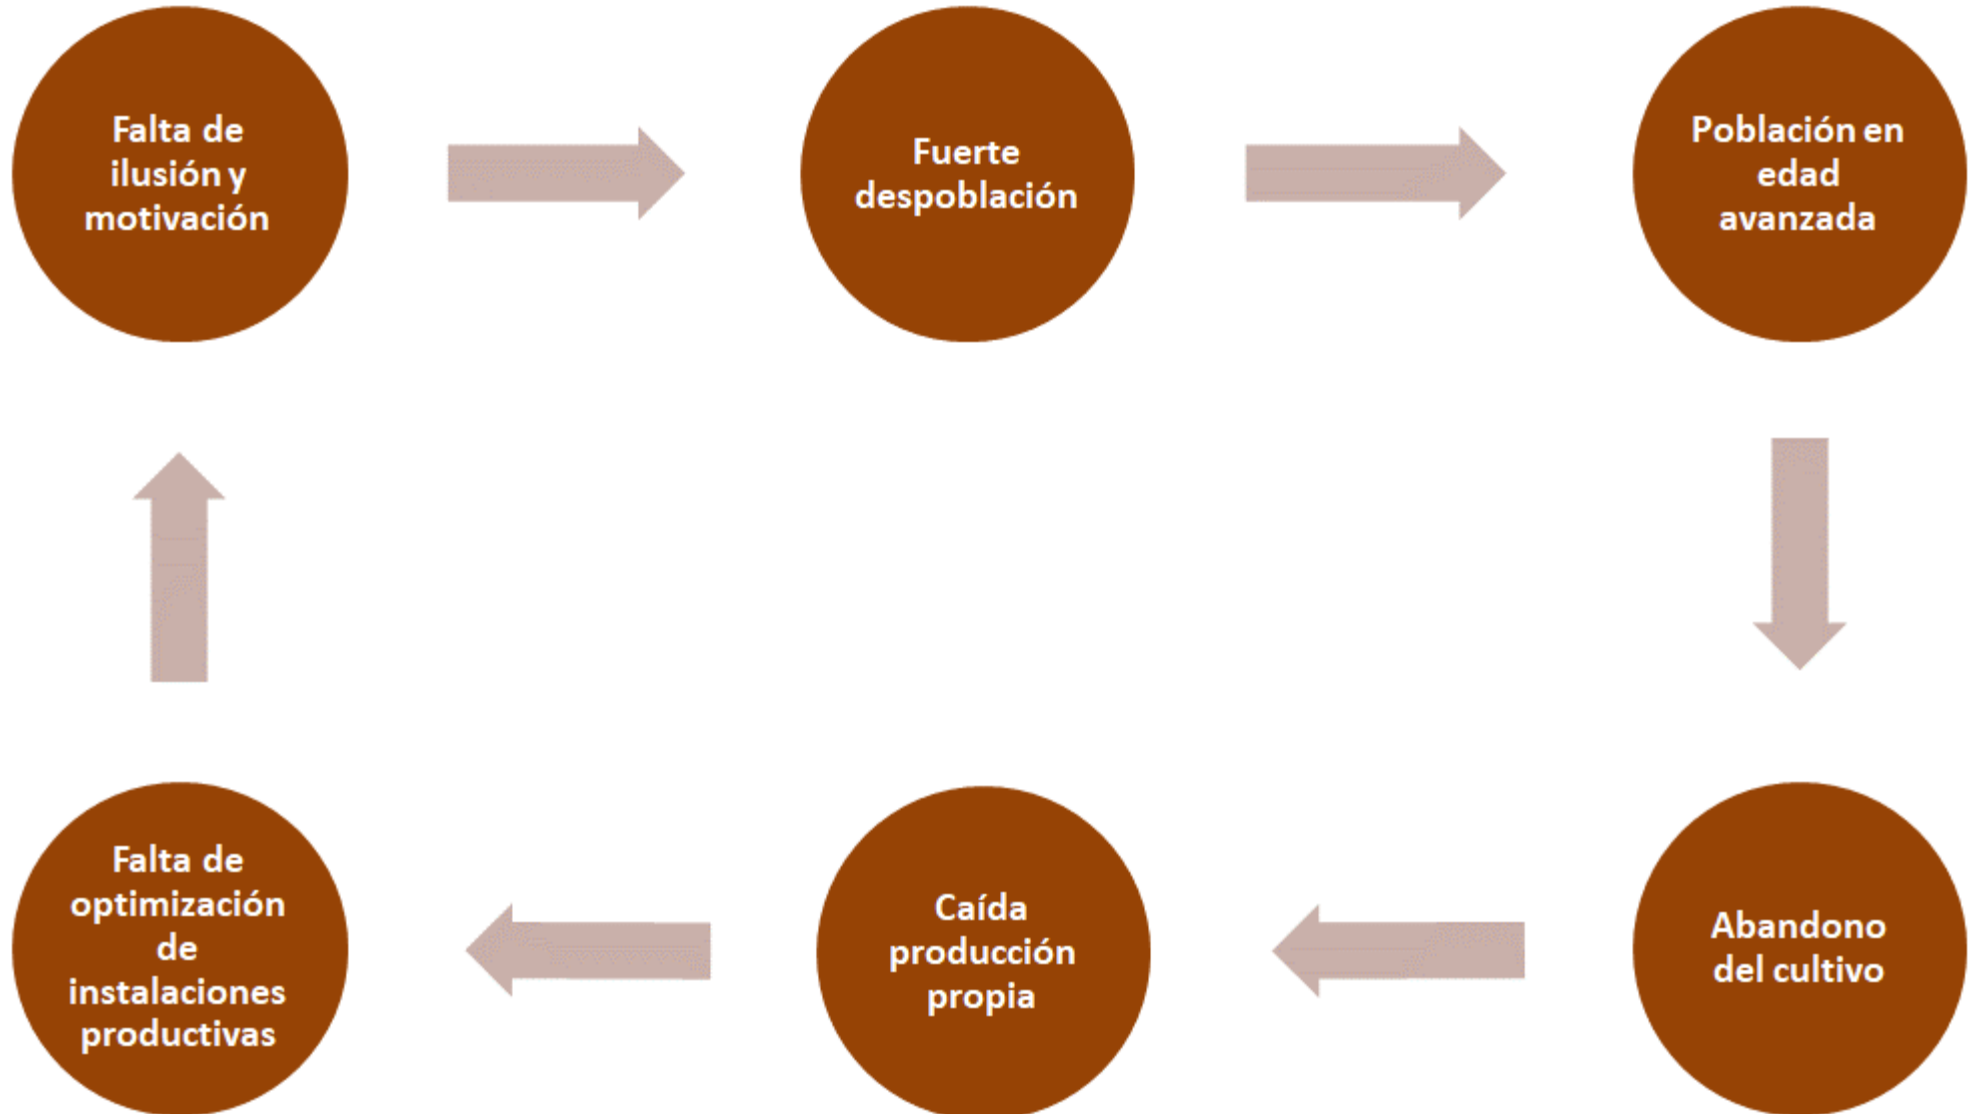 Falta de
ilusión y
motivación
Fuerte
despoblación
Población en
edad
avanzada
Falta de
optimización
de
instalaciones
productivas
Caída
producción
propia
Abandono
del cultivo